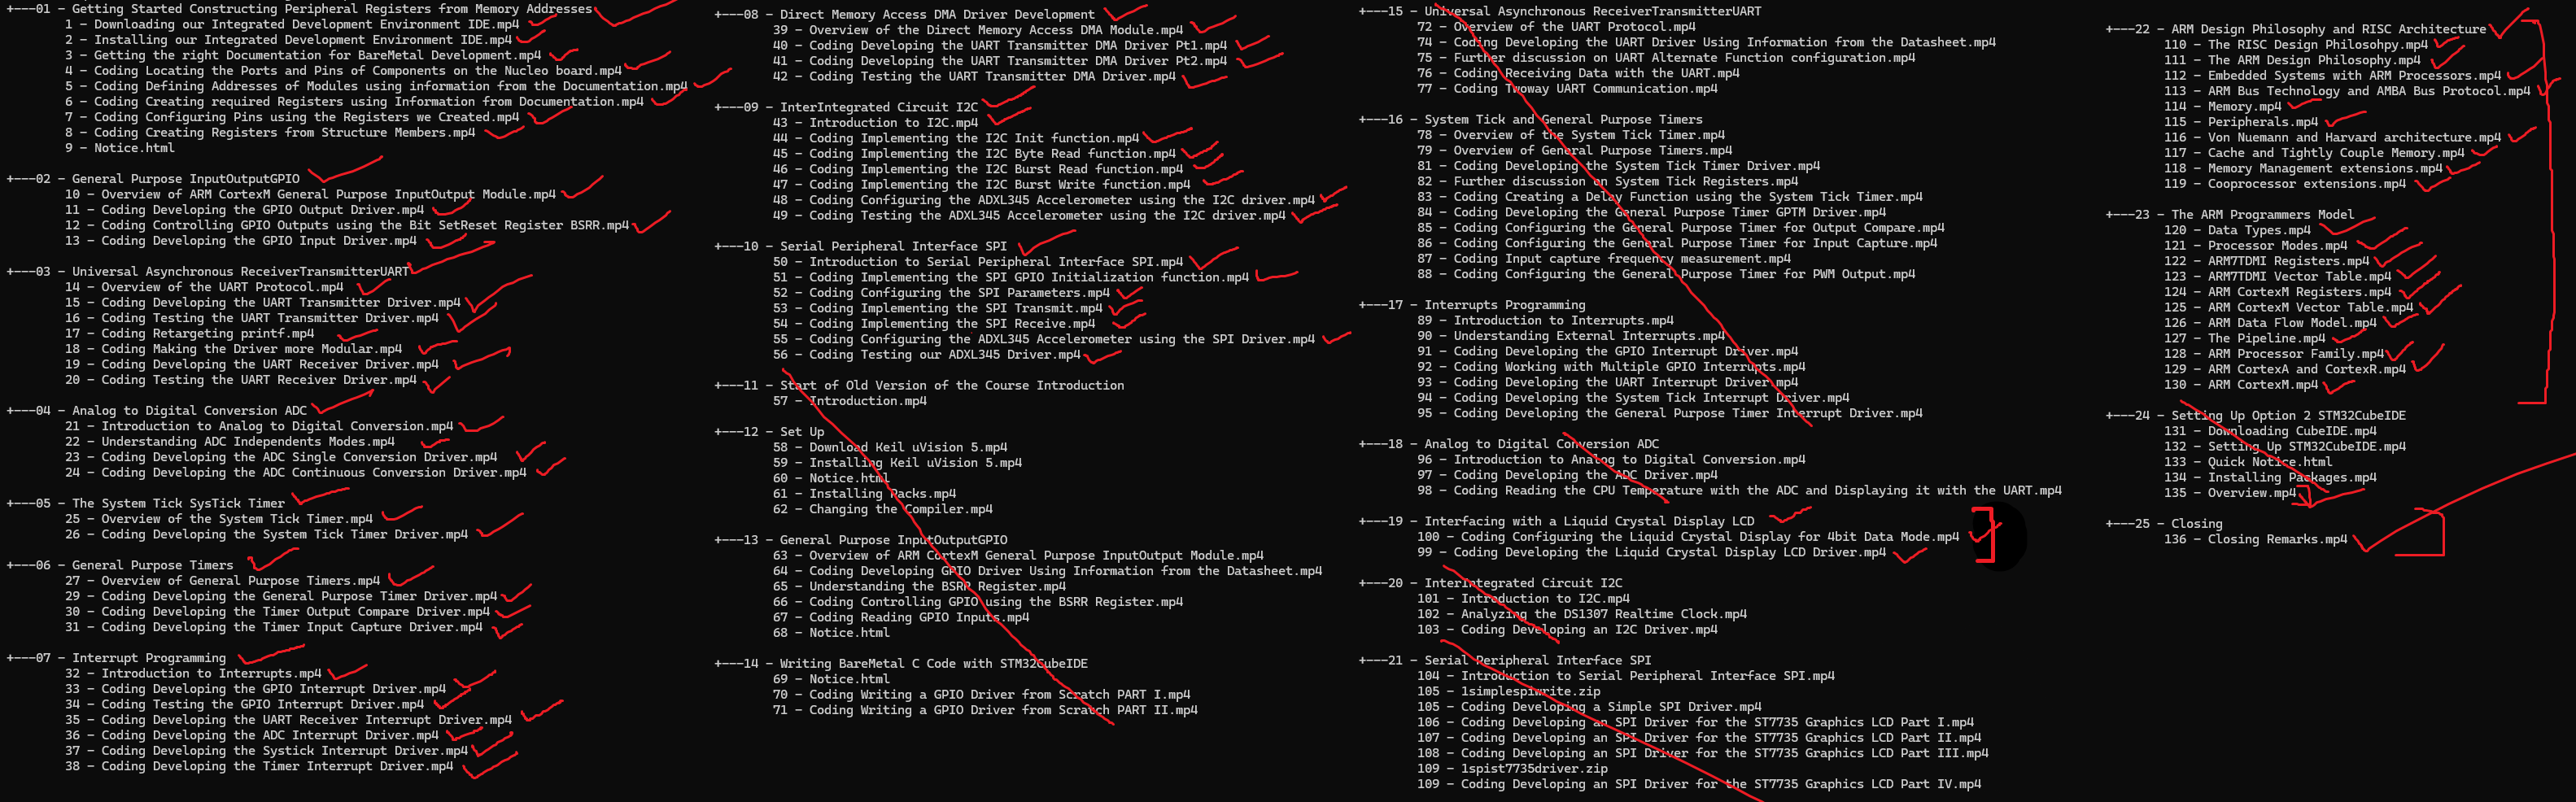 +---01 - Getting Started Constructing Peripheral Registers from Memory Addresses
1 - Downloading our Integrated Development Environment IDE.mp4
2 - Installing our Integrated Development Environment IDE.mp4
3 - Getting the right Documentation for BareMetal Development.mp4
4 - Coding Locating the Ports and Pins of Components on the Nucleo board.mp4
5 - Coding Defining Addresses of Modules using information from the Documentation.mp4
6 - Coding Creating required Registers using Information from Documentation.mp4
7 - Coding Configuring Pins using the Registers we Created.mp4
8 - Coding Creating Registers from Structure Members.mp4
9 - Notice.html
+---02 - General Purpose InputOutputGPIO
10 - Overview of ARM CortexM General Purpose InputOutput Module.mp4
11 - Coding Developing the GPIO Output Driver.mp4
12 - Coding Controlling GPIO Outputs using the Bit SetReset Register BSRR.mp4
13 - Coding Developing the GPIO Input Driver.mp4
+---03 - Universal Asynchronous ReceiverTransmitterUART
14 - Overview of the UART Protocol.mp4
15 - Coding Developing the UART Transmitter Driver.mp4
16 - Coding Testing the UART Transmitter Driver.mp4
17 - Coding Retargeting printf.mp4
18 - Coding Making the Driver more Modular.mp4
19 - Coding Developing the UART Receiver Driver.mp4
20 - Coding Testing the UART Receiver Driver.mp4
+---04 - Analog to Digital Conversion ADC
21 - Introduction to Analog to Digital Conversion.mp4
22 - Understanding ADC Independents Modes.mp4
23 - Coding Developing the ADC Single Conversion Driver.mp4
24 - Coding Developing the ADC Continuous Conversion Driver.mp4
+---05 - The System Tick SysTick Timer
25 - Overview of the System Tick Timer.mp4
26 - Coding Developing the System Tick Timer Driver.mp4
+---06 - General Purpose Timers
27 - Overview of General Purpose Timers.mp4
29 - Coding Developing the General Purpose Timer Driver.mp4
30 - Coding Developing the Timer Output Compare Driver.mp4
31 - Coding Developing the Timer Input Capture Driver.mp4
+---07 - Interrupt Programming
32 - Introduction to Interrupts.mp4
33 - Coding Developing the GPIO Interrupt Driver.mp4
34 - Coding Testing the GPIO Interrupt Driver.mp4
35 - Coding Developing the UART Receiver Interrupt Driver.mp4
36 - Coding Developing the ADC Interrupt Driver.mp4
37 - Coding Developing the Systick Interrupt Driver.mp4
38 - Coding Developing the Timer Interrupt Driver.mp4
+---08 - Direct Memory Access DMA Driver Development
39 - Overview of the Direct Memory Access DMA Module.mp4
40 - Coding Developing the UART Transmitter DMA Driver Pt1.mp4
41 - Coding Developing the UART Transmitter DMA Driver Pt2.mp4
42 - Coding Testing the UART Transmitter DMA Driver.mp4
+---09 - InterIntegrated Circuit I2C
43 - Introduction to I2C.mp4
44 - Coding Implementing the I2C Init function.mp4
45 - Coding Implementing the I2C Byte Read function.mp4
46 - Coding Implementing the I2C Burst Read function.mp4
47 - Coding Implementing the I2C Burst Write function.mp4
48 - Coding Configuring the ADXL345 Accelerometer using the I2C driver.mp4
49 - Coding Testing the ADXL345 Accelerometer using the I2C driver.mp4
+---10 - Serial Peripheral Interface SPI
50 - Introduction to Serial Peripheral Interface SPI.mp4
51 - Coding Implementing the SPI GPIO Initialization function.mp4
52 - Coding Configuring the SPI Parameters.mp4
53 - Coding Implementing the SPI Transmit.mp4
54 - Coding Implementing the SPI Receive.mp4
55 - Coding Configuring the ADXL345 Accelerometer using the SPI Driver.mp4
56 - Coding Testing our ADXL345 Driver.mp4
+---11 - Start of Old Version of the Course Introduction
57 - Introduction.mp4
+---12 - Set Up
58 - Download Keil uVision 5.mp4
59 - Installing Keil uVision 5.mp4
60 - Notice.html
61 - Installing Packs.mp4
62 - Changing the Compiler.mp4
+---13 - General Purpose InputOutputGPIO
63 - Overview of ARM CortexM General Purpose InputOutput Module.mp4
64 - Coding Developing GPIO Driver Using Information from the Datasheet.mp4
65 - Understanding the BSRR Register.mp4
66 - Coding Controlling GPIO using the BSRR Register.mp4
67 - Coding Reading GPIO Inputs.mp4
68 - Notice.html
+---14 - Writing BareMetal C Code with STM32CubeIDE
69 - Notice.html
70 - Coding Writing a GPIO Driver from Scratch PART I.mp4
71 - Coding Writing a GPIO Driver from Scratch PART II.mp4
+---15 - Universal Asynchronous ReceiverTransmitterUART
72 - Overview of the UART Protocol.mp4
74 - Coding Developing the UART Driver Using Information from the Datasheet.mp4
75 - Further discussion on UART Alternate Function configuration.mp4
76 - Coding Receiving Data with the UART.mp4
77 - Coding Twoway UART Communication.mp4
+---16 - System Tick and General Purpose Timers
78 - Overview of the System Tick Timer.mp4
79 - Overview of General Purpose Timers.mp4
81 - Coding Developing the System Tick Timer Driver.mp4
82 - Further discussion on System Tick Registers.mp4
83 - Coding Creating a Delay Function using the System Tick Timer.mp4
84 - Coding Developing the General Purpose Timer GPTM Driver.mp4
85 - Coding Configuring the General Purpose Timer for Output Compare.mp4
86 - Coding Configuring the General Purpose Timer for Input Capture.mp4
87 - Coding Input capture frequency measurement.mp4
88 - Coding Configuring the General Purpose Timer for PWM Output.mp4
+---17 - Interrupts Programming
89 - Introduction to Interrupts.mp4
90 - Understanding External Interrupts.mp4
91 - Coding Developing the GPIO Interrupt Driver.mp4
92 - Coding Working with Multiple GPIO Interrupts.mp4
93 - Coding Developing the UART Interrupt Driver.mp4
94 - Coding Developing the System Tick Interrupt Driver.mp4
95 - Coding Developing the General Purpose Timer Interrupt Driver.mp4
+---18 - Analog to Digital Conversion ADC
96 - Introduction to Analog to Digital Conversion.mp4
97 - Coding Developing the ADC Driver.mp4
98 - Coding Reading the CPU Temperature with the ADC and Displaying it with the UART.mp4
+---19 - Interfacing with a Liquid Crystal Display LCD
100 - Coding Configuring the Liquid Crystal Display for 4bit Data Mode.mp4
99 - Coding Developing the Liquid Crystal Display LCD Driver.mp4
+---20 - InterIntegrated Circuit I2C
101 - Introduction to I2C.mp4
102 - Analyzing the DS1307 Realtime Clock.mp4
103 - Coding Developing an I2C Driver.mp4
+---21 - Serial Peripheral Interface SPI
104 - Introduction to Serial Peripheral Interface SPI.mp4
105 - 1simplespiwrite.zip
105 - Coding Developing a Simple SPI Driver.mp4
106 - Coding Developing an SPI Driver for the ST7735 Graphics LCD Part I.mp4
107 - Coding Developing an SPI Driver for the ST7735 Graphics LCD Part II.mp4
108 - Coding Developing an SPI Driver for the ST7735 Graphics LCD Part III.mp4
109 - 1spist7735driver.zip
109 - Coding Developing an SPI Driver for the ST7735 Graphics LCD Part IV.mp4
+---22 - ARM Design Philosophy and RISC Architecture
110 - The RISC Design Philosohpy.mp4
111 - The ARM Design Philosophy.mp4
112 - Embedded Systems with ARM Processors.mp4
113 - ARM Bus Technology and AMBA Bus Protocol.mp4
114 - Memory.mp4
115 - Peripherals.mp4
116 - Von Nuemann and Harvard architecture.mp4
117 - Cache and Tightly Couple Memory.mp4
118 - Memory Management extensions.mp4
119 - Cooprocessor extensions.mp4
+---23 - The ARM Programmers Model
120 - Data Types.mp4
121 - Processor Modes.mp4
122 - ARM7TDMI Registers.mp4
123 - ARM7TDMI Vector Table.mp4
124 - ARM CortexM Registers.mp4
125 - ARM CortexM Vector Table.mp4
126 - ARM Data Flow Model.mp4
127 - The Pipeline.mp4
128 - ARM Processor Family.mp4
129 - ARM CortexA and CortexR.mp4
130 - ARM CortexM.mp4
+---24 - Setting Up Option 2 STM32CubeIDE
131 - Downloading CubeIDE.mp4
132 - Setting Up STM32CubeIDE.mp4
133 - Quick Notice.html
134 - Installing Packages.mp4
135 - Overview.mp4
+---25 - Closing
136 - Closing Remarks.mp4